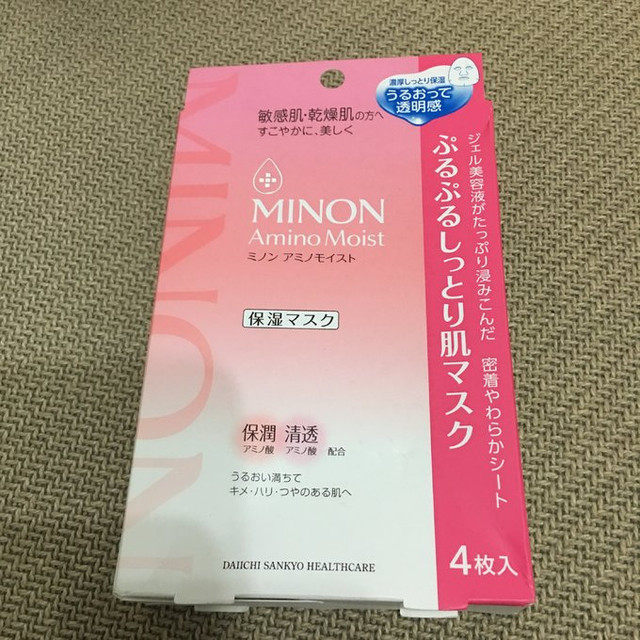 MINON
敏感肌・乾燥肌の方へ
すこやかに、美しく
MINON
Amino Moist
ミノン アミノモイスト
保湿マスク
保潤 清透
アミノ酸 アミノ酸 配合
うるおい満ちて
キメ・ハリ・つやのある肌へ
DAIICHI SANKYO HEALTHCARE
濃厚しっとり保湿
うるおって
透明感
ジェル美容液がたっぷり浸みこんだ 密着やわらかシート
ぷるぷるしっとり肌マスク
4枚入